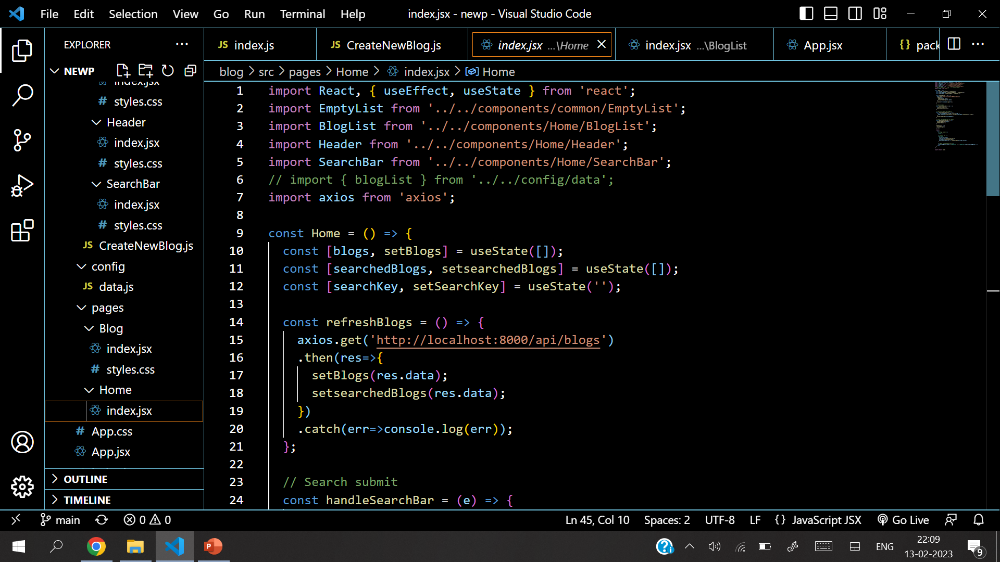 File Edit Selection View Go Run Terminal Help
index.jsx - newp - Visual Studio Code
EXPLORER
NEWP
index.jsx
# styles.css
Header
index.jsx
# styles.css
SearchBar
index.jsx
# styles.css
JS CreateNewBlog.js
config
JS data.js
pages
Blog
index.jsx
# styles.css
Home
index.jsx
# App.css
App.jsx
OUTLINE
TIMELINE
JS index.js
JS CreateNewBlog.js
index.jsx ...\Home
index.jsx ...\BlogList
App.jsx
{} pack
blog > src > pages > Home > index.jsx > Home
1 import React, { useEffect, useState } from 'react';
2 import EmptyList from '../../components/common/EmptyList';
3 import BlogList from '../../components/Home/BlogList';
4 import Header from '../../components/Home/Header';
5 import SearchBar from '../../components/Home/SearchBar';
6 // import { blogList } from '../../config/data';
7 import axios from 'axios';
8
9 const Home = () => {
10 const [blogs, setBlogs] = useState([]);
11 const [searchedBlogs, setsearchedBlogs] = useState([]);
12 const [searchKey, setSearchKey] = useState('');
13
14 const refreshBlogs = () => {
15 axios.get('http://localhost:8000/api/blogs')
16 .then(res=>{
17 setBlogs(res.data);
18 setsearchedBlogs(res.data);
19 })
20 .catch(err=>console.log(err));
21 };
22
23 // Search submit
24 const handleSearchBar = (e) => {
main
0 0
Ln 45, Col 10
Spaces: 2
UTF-8
LF
{} JavaScript JSX
Go Live
P
ENG
22:09
13-02-2023
9